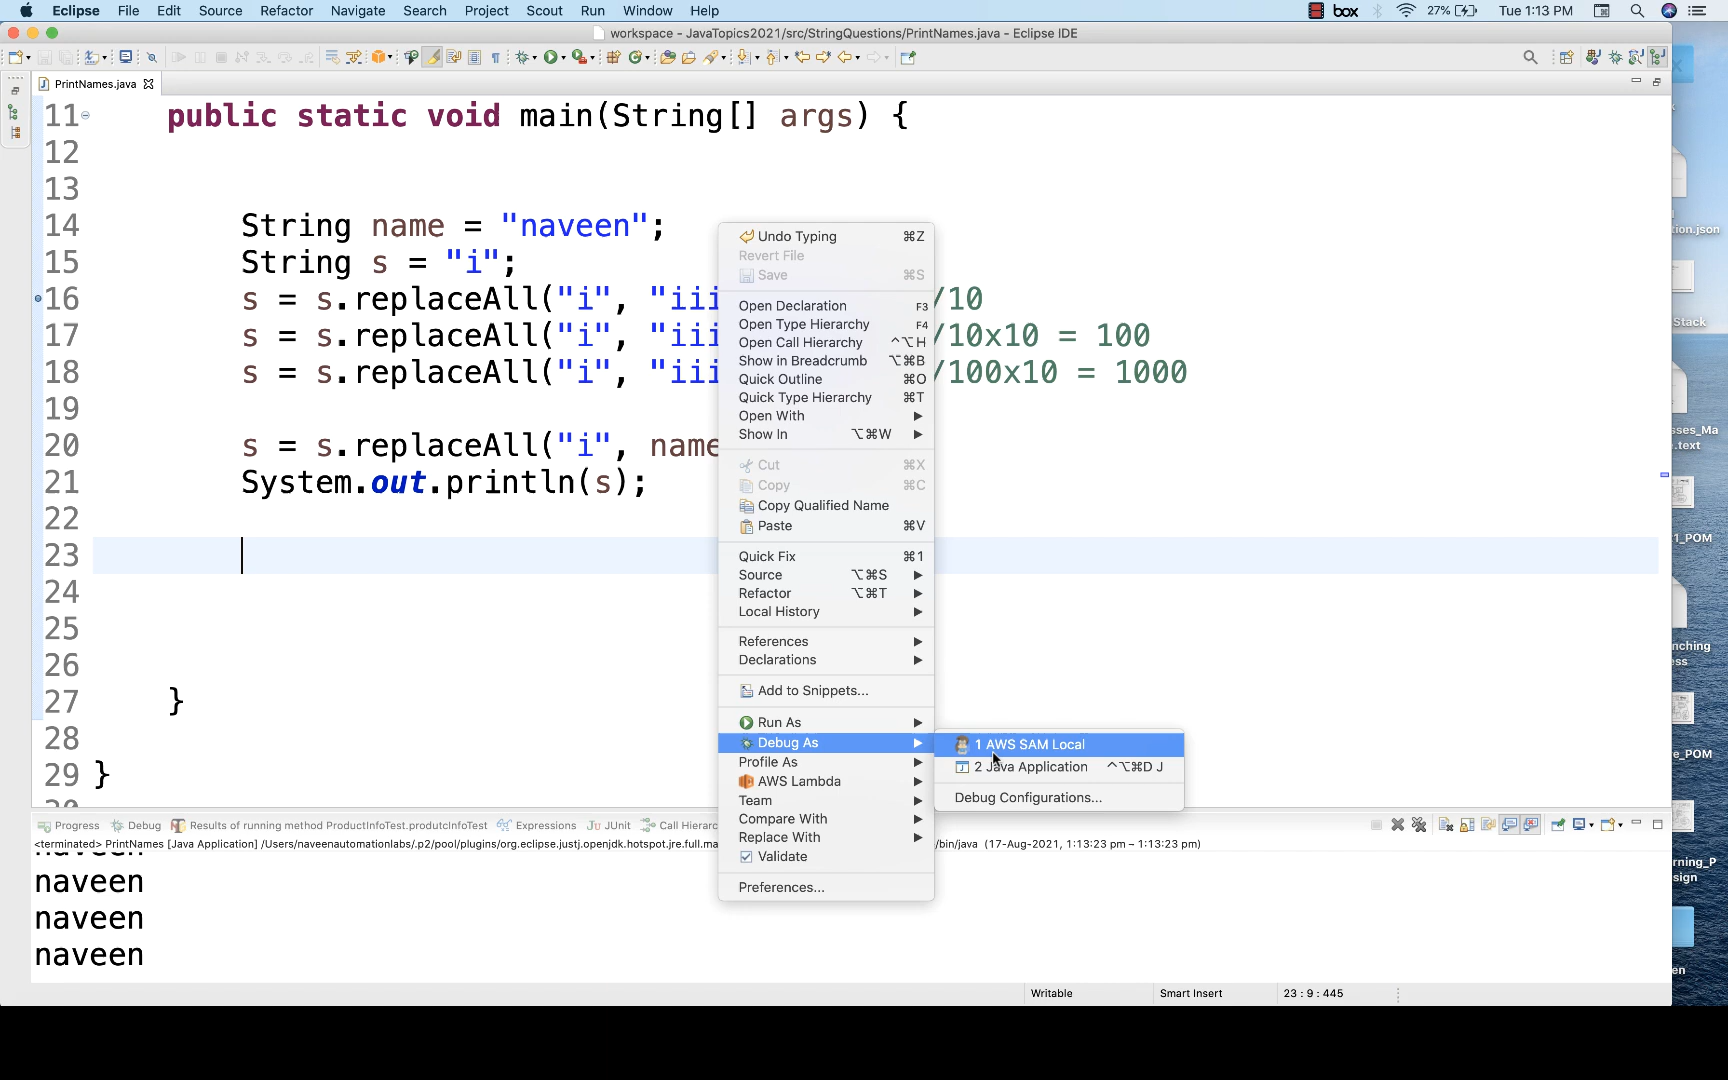 Eclipse File Edit Source Refactor Navigate Search Project Scout Run Window Help box 27% Tue 1:13 PM
workspace - JavaTopics2021/src/StringQuestions/PrintNames.java - Eclipse IDE
PrintNames.java
11 public static void main(String[] args) {
12
13
14 String name = "naveen";
15 String s = "i";
16 s = s.replaceAll("i", "iii /10
17 s = s.replaceAll("i", "iii /10x10 = 100
18 s = s.replaceAll("i", "iii /100x10 = 1000
19
20 s = s.replaceAll("i", name
21 System.out.println(s);
22
23
24
25
26
27 }
28
29 }
Undo Typing ⌘Z
Revert File
Save ⌘S
Open Declaration F3
Open Type Hierarchy F4
Open Call Hierarchy ^⌥H
Show in Breadcrumb ⌥⌘B
Quick Outline ⌘O
Quick Type Hierarchy ⌘T
Open With
Show In ⌥⌘W
Cut ⌘X
Copy ⌘C
Copy Qualified Name
Paste ⌘V
Quick Fix ⌘1
Source ⌥⌘S
Refactor ⌥⌘T
Local History
References
Declarations
Add to Snippets...
Run As
Debug As
Profile As
AWS Lambda
Team
Compare With
Replace With
Validate
Preferences...
1 AWS SAM Local
2 Java Application ^⌥⌘D J
Debug Configurations...
Progress Debug Results of running method ProductInfoTest.produtcInfoTest Expressions JUnit Call Hierarc
<terminated> PrintNames [Java Application] /Users/naveenautomationlabs/.p2/pool/plugins/org.eclipse.justj.openjdk.hotspot.jre.full.ma /bin/java (17-Aug-2021, 1:13:23 pm – 1:13:23 pm)
naveen
naveen
naveen
naveen
Writable Smart Insert 23 : 9 : 445
tion.json
Stack
sses_Ma
.text
1_POM
nching
ess
e_POM
rning_P
sign
en